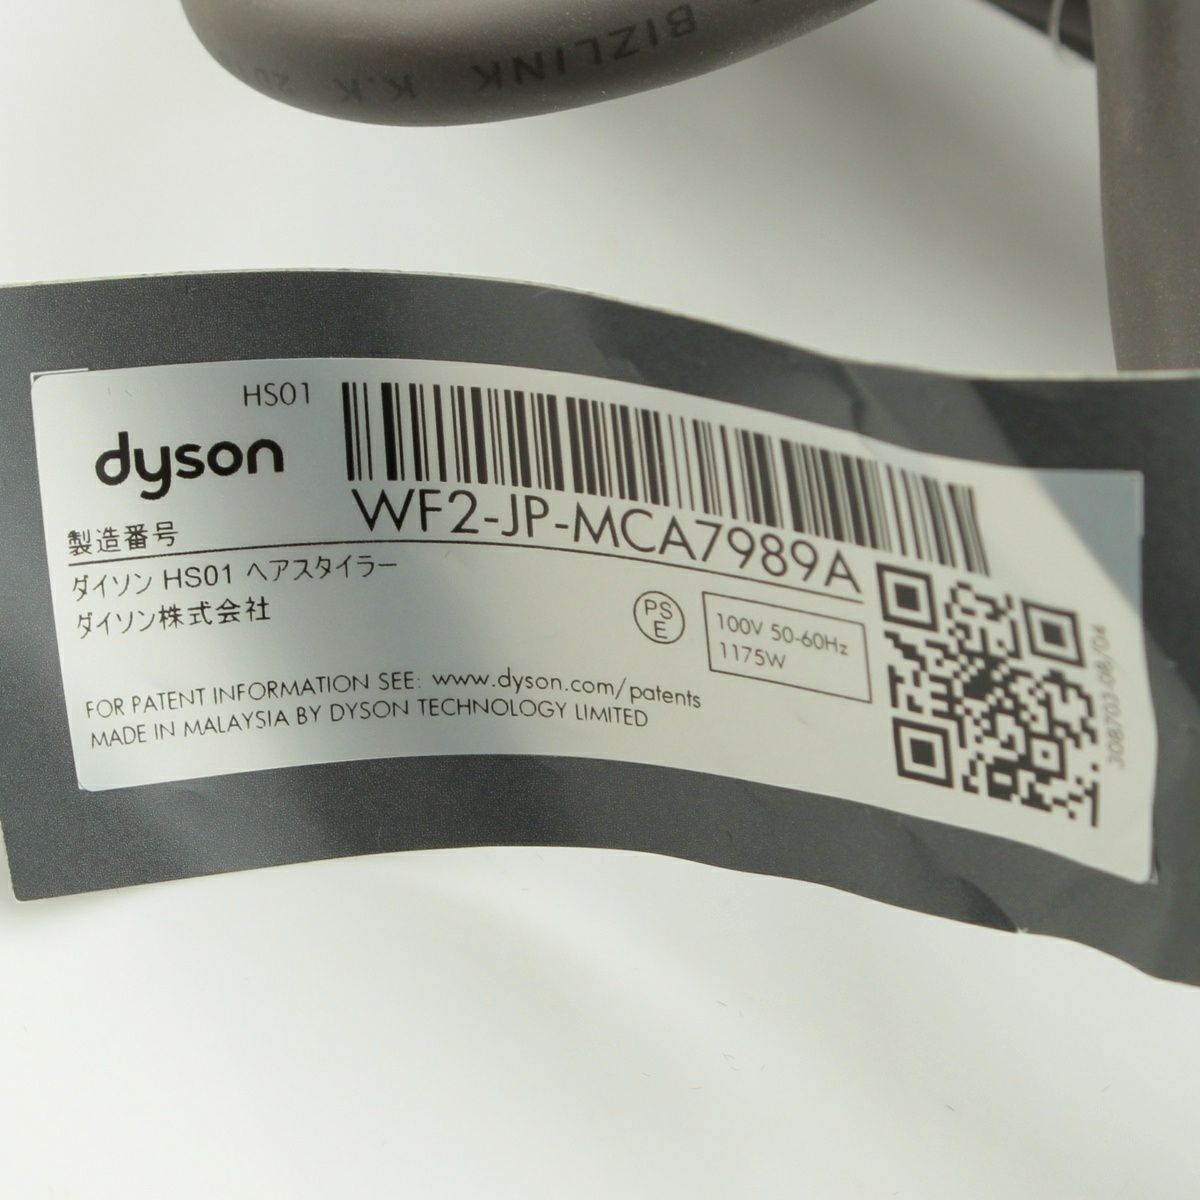 BIZLINK K.K 20
HS01
dyson
製造番号
WF2-JP-MCA7989A
ダイソン HS01 ヘアスタイラー
ダイソン株式会社
PS
E
100V 50-60Hz
1175W
FOR PATENT INFORMATION SEE: www.dyson.com/patents
MADE IN MALAYSIA BY DYSON TECHNOLOGY LIMITED